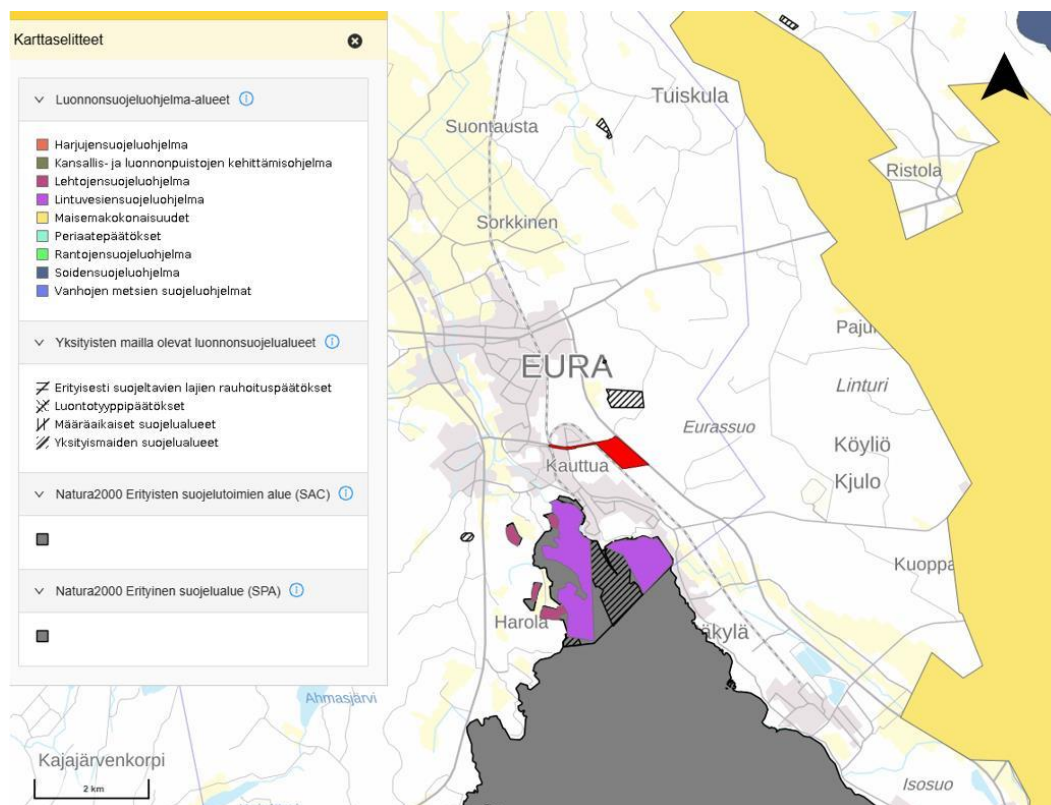 Karttaselitteet
Luonnonsuojeluohjelma-alueet
Harjujensuojeluohjelma
Kansallis- ja luonnonpuistojen kehittämisohjelma
Lehtojensuojeluohjelma
Lintuvesiensuojeluohjelma
Maisemakokonaisuudet
Periaatepäätökset
Rantojensuojeluohjelma
Soidensuojeluohjelma
Vanhojen metsien suojeluohjelmat
Yksityisten mailla olevat luonnonsuojelualueet
Erityisesti suojeltavien lajien rauhoituspäätökset
Luontotyyppipäätökset
Määräaikaiset suojelualueet
Yksityismaiden suojelualueet
Natura2000 Erityisten suojelutoimien alue (SAC)
Natura2000 Erityinen suojelualue (SPA)
Tuiskula
Suontausta
Ristola
Sorkkinen
Pajul
EURA
Linturi
Eurassuo
Köyliö
Kauttua
Kjulo
Kuoppa
Harola
äkylä
Ahmasjärvi
Kajajärvenkorpi
Isosuo
2 km